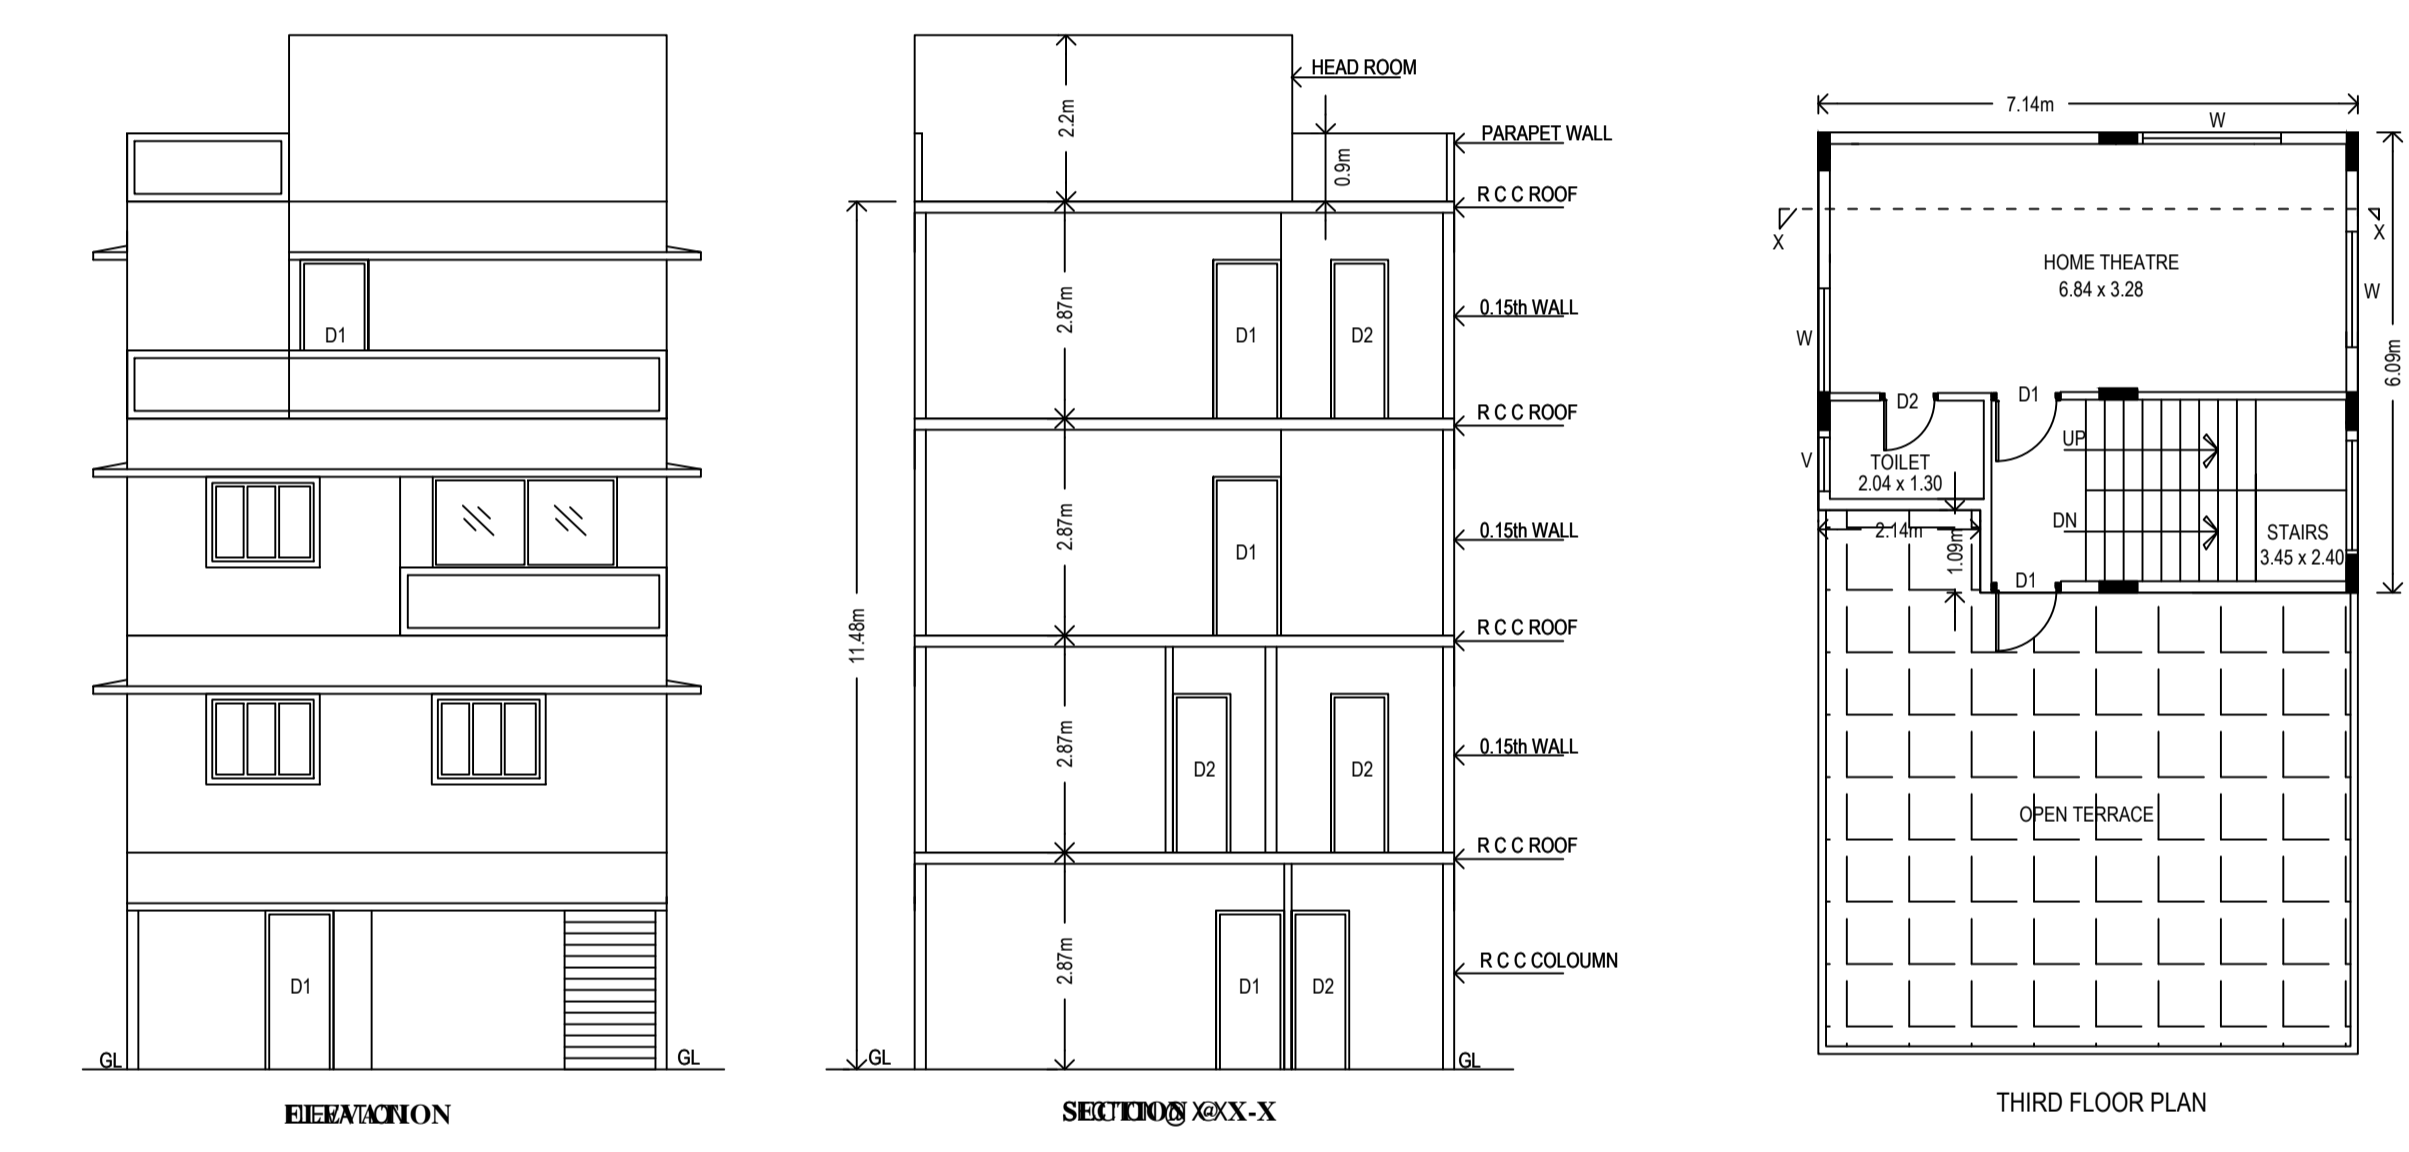 D1
D1
GL
GL
ELEVATION
2.2m
HEAD ROOM
PARAPET WALL
0.9m
R C C ROOF
2.87m
D1
D2
0.15th WALL
R C C ROOF
2.87m
D1
0.15th WALL
11.48m
R C C ROOF
2.87m
D2
D2
0.15th WALL
R C C ROOF
2.87m
D1
D2
R C C COLOUMN
GL
GL
SECTION @ X-X
7.14m
W
X
X
HOME THEATRE
6.84 x 3.28
W
W
6.09m
D2
D1
UP
V
TOILET
2.04 x 1.30
2.14m
1.09m
DN
STAIRS
3.45 x 2.40
D1
OPEN TERRACE
THIRD FLOOR PLAN